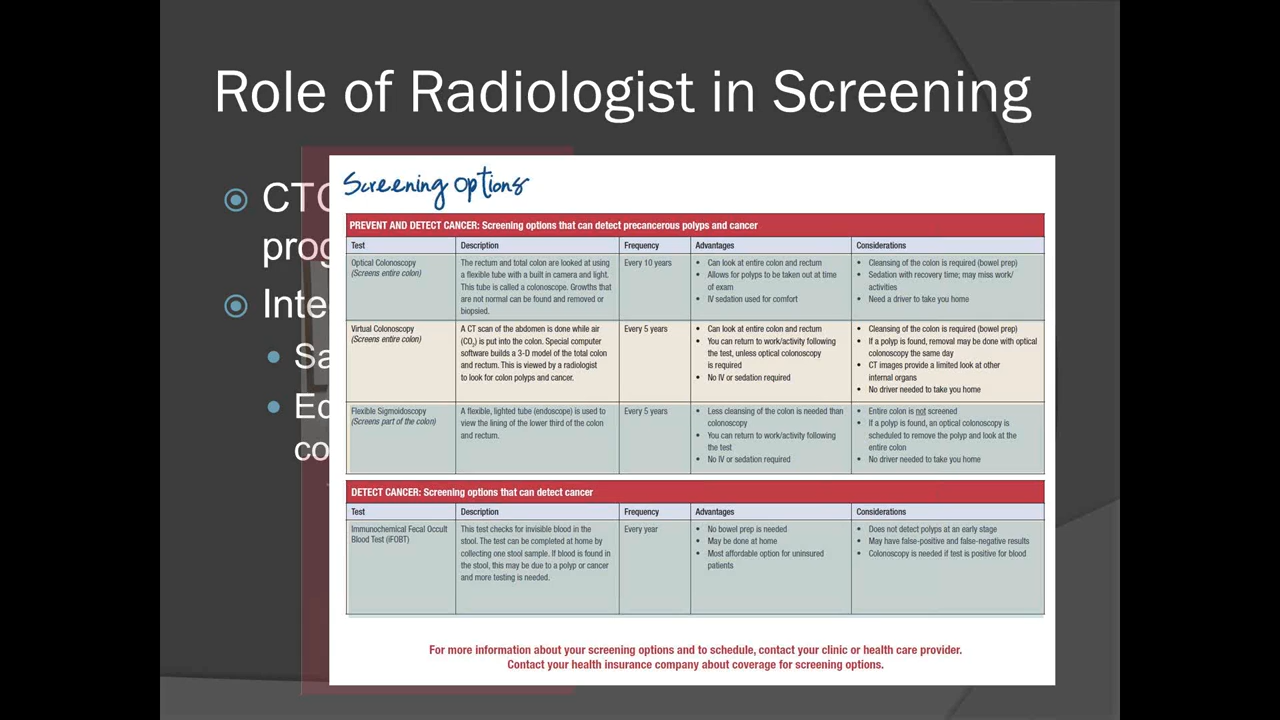 Role of Radiologist in Screening
Screening Options
PREVENT AND DETECT CANCER: Screening options that can detect precancerous polyps and cancer
Test Description Frequency Advantages Considerations
Optical Colonoscopy
(Screens entire colon)
The rectum and total colon are looked at using
a flexible tube with a built in camera and light.
This tube is called a colonoscope. Growths that
are not normal can be found and removed or
biopsied.
Every 10 years
• Can look at entire colon and rectum
• Allows for polyps to be taken out at time
of exam
• IV sedation used for comfort
• Cleansing of the colon is required (bowel prep)
• Sedation with recovery time; may miss work/
activities
• Need a driver to take you home
Virtual Colonoscopy
(Screens entire colon)
A CT scan of the abdomen is done while air
(CO₂) is put into the colon. Special computer
software builds a 3-D model of the total colon
and rectum. This is viewed by a radiologist
to look for colon polyps and cancer.
Every 5 years
• Can look at entire colon and rectum
• You can return to work/activity following
the test, unless optical colonoscopy
is required
• No IV or sedation required
• Cleansing of the colon is required (bowel prep)
• If a polyp is found, removal may be done with optical
colonoscopy the same day
• CT images provide a limited look at other
internal organs
• No driver needed to take you home
Flexible Sigmoidoscopy
(Screens part of the colon)
A flexible, lighted tube (endoscope) is used to
view the lining of the lower third of the colon
and rectum.
Every 5 years
• Less cleansing of the colon is needed than
colonoscopy
• You can return to work/activity following
the test
• No IV or sedation required
• Entire colon is not screened
• If a polyp is found, an optical colonoscopy is
scheduled to remove the polyp and look at the
entire colon
• No driver needed to take you home
DETECT CANCER: Screening options that can detect cancer
Test Description Frequency Advantages Considerations
Immunochemical Fecal Occult
Blood Test (iFOBT)
This test checks for invisible blood in the
stool. The test can be completed at home by
collecting one stool sample. If blood is found in
the stool, this may be due to a polyp or cancer
and more testing is needed.
Every year
• No bowel prep is needed
• May be done at home
• Most affordable option for uninsured
patients
• Does not detect polyps at an early stage
• May have false-positive and false-negative results
• Colonoscopy is needed if test is positive for blood
For more information about your screening options and to schedule, contact your clinic or health care provider.
Contact your health insurance company about coverage for screening options.